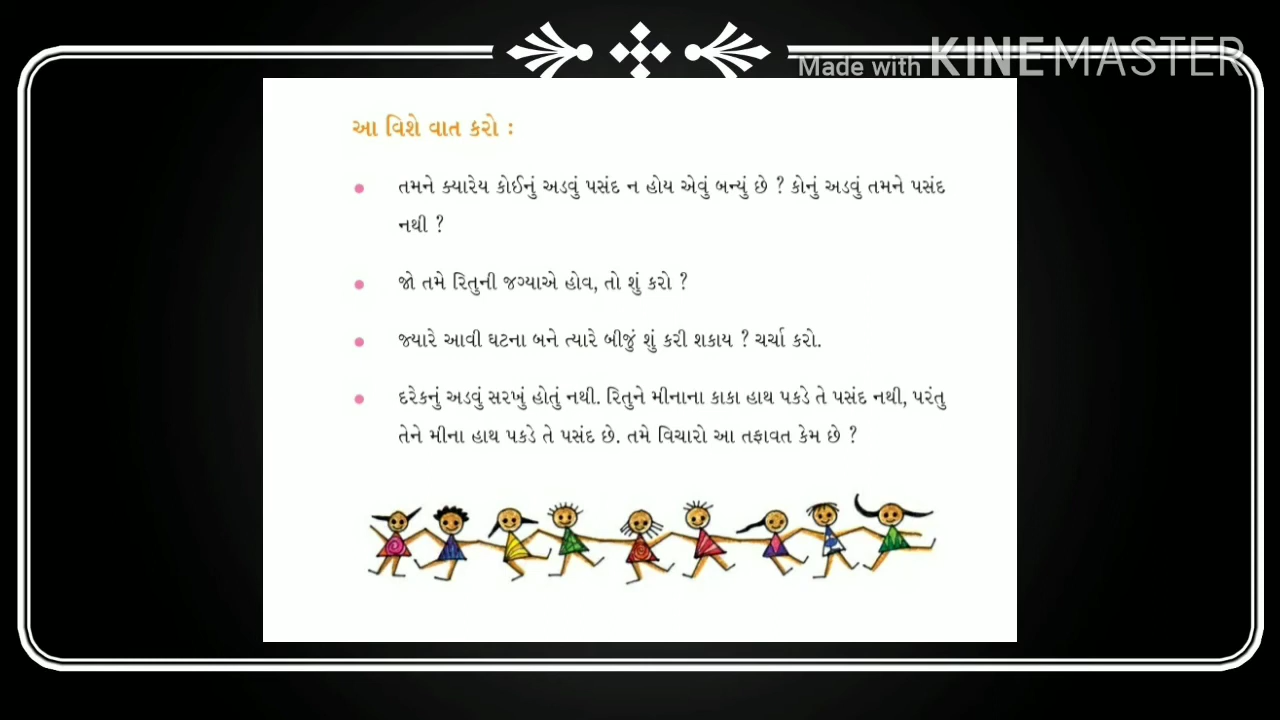 Made with KINEMASTER
આ વિશે વાત કરો :
તમને ક્યારેય કોઈનું અડવું પસંદ ન હોય એવું બન્યું છે ? કોનું અડવું તમને પસંદ
નથી ?
જો તમે રિતુની જગ્યાએ હોવ, તો શું કરો ?
જ્યારે આવી ઘટના બને ત્યારે બીજું શું કરી શકાય ? ચર્ચા કરો.
દરેકનું અડવું સરખું હોતું નથી. રિતુને મીનાના કાકા હાથ પકડે તે પસંદ નથી, પરંતુ
તેને મીના હાથ પકડે તે પસંદ છે. તમે વિચારો આ તફાવત કેમ છે ?